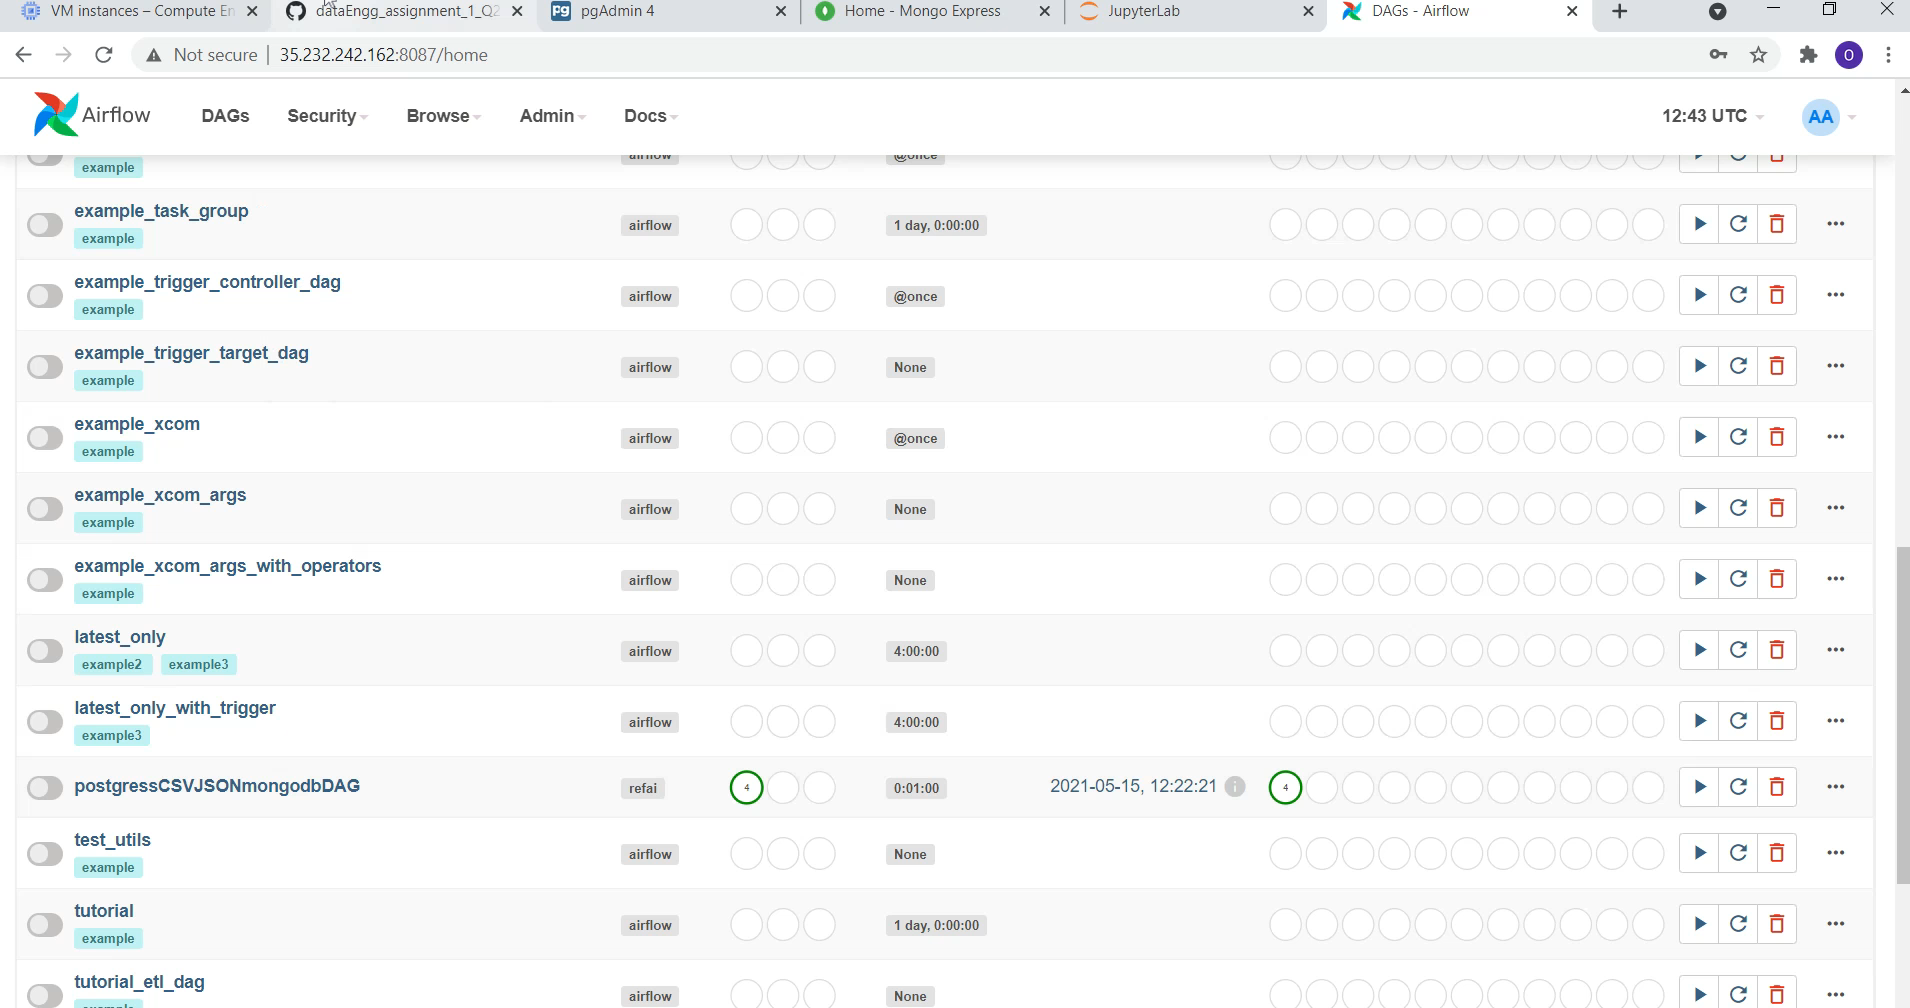 VM instances – Compute En
dataEngg_assignment_1_Q2
pgAdmin 4
Home - Mongo Express
JupyterLab
DAGs - Airflow
Not secure | 35.232.242.162:8087/home
O
Airflow DAGs Security Browse Admin Docs 12:43 UTC AA
airflow @once
example
example_task_group
example airflow 1 day, 0:00:00
example_trigger_controller_dag
example airflow @once
example_trigger_target_dag
example airflow None
example_xcom
example airflow @once
example_xcom_args
example airflow None
example_xcom_args_with_operators
example airflow None
latest_only
example2 example3 airflow 4:00:00
latest_only_with_trigger
example3 airflow 4:00:00
postgressCSVJSONmongodbDAG refai 4 0:01:00 2021-05-15, 12:22:21 4
test_utils
example airflow None
tutorial
example airflow 1 day, 0:00:00
tutorial_etl_dag
airflow None